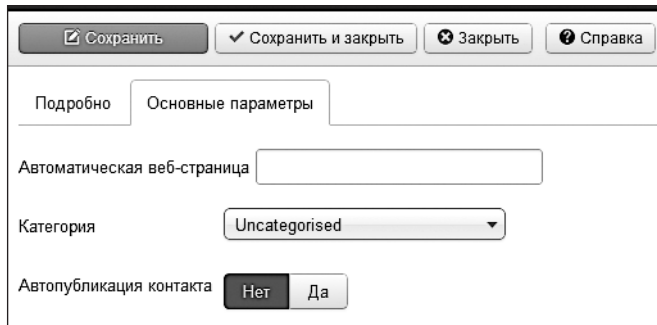 Сохранить Сохранить и закрыть Закрыть Справка
Подробно Основные параметры
Автоматическая веб-страница
Категория Uncategorised
Автопубликация контакта Нет Да